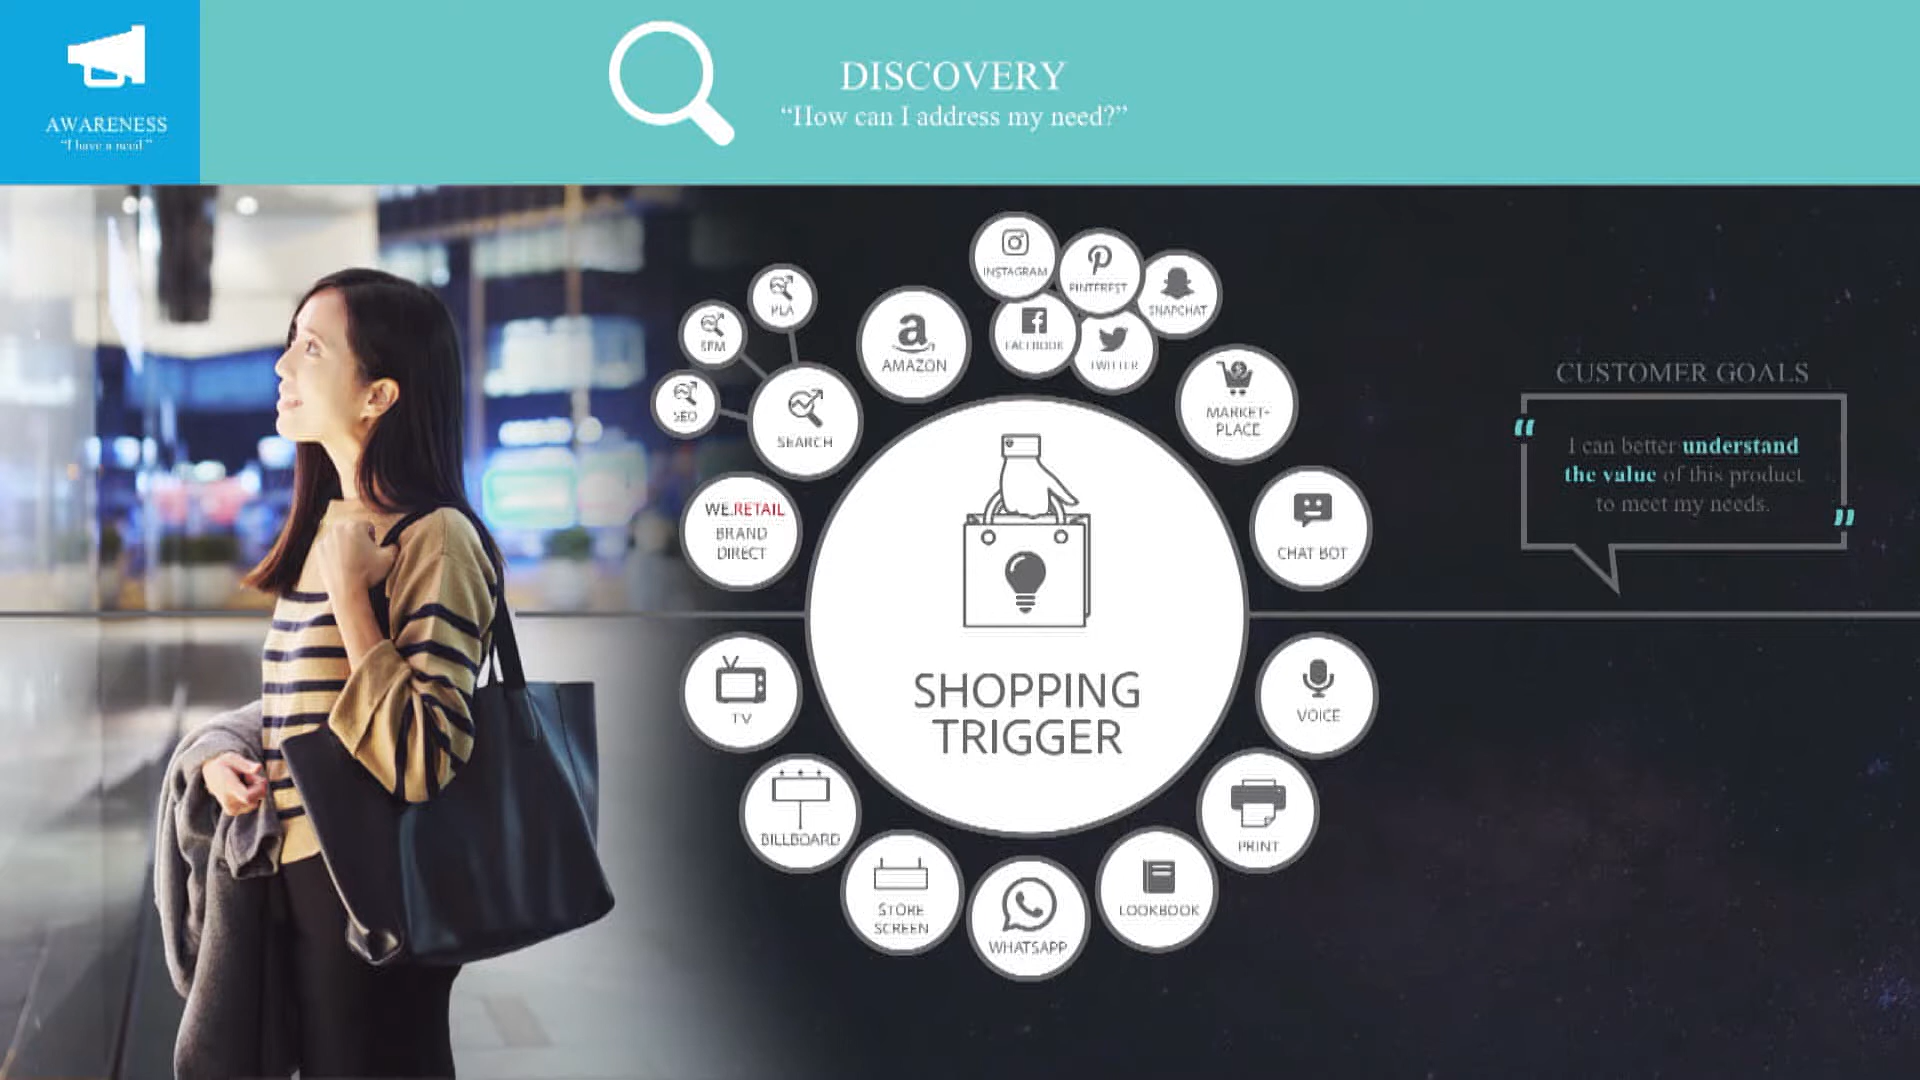 AWARENESS
“I have a need”
DISCOVERY
“How can I address my need?”
INSTAGRAM
PINTEREST
SNAPCHAT
FACEBOOK
TWITTER
PLA
SEM
SEO
SEARCH
a
AMAZON
MARKET-
PLACE
WE.RETAIL
BRAND
DIRECT
CHAT BOT
SHOPPING
TRIGGER
TV
VOICE
BILLBOARD
PRINT
STORE
SCREEN
WHATSAPP
LOOKBOOK
CUSTOMER GOALS
“I can better understand
the value of this product
to meet my needs.”